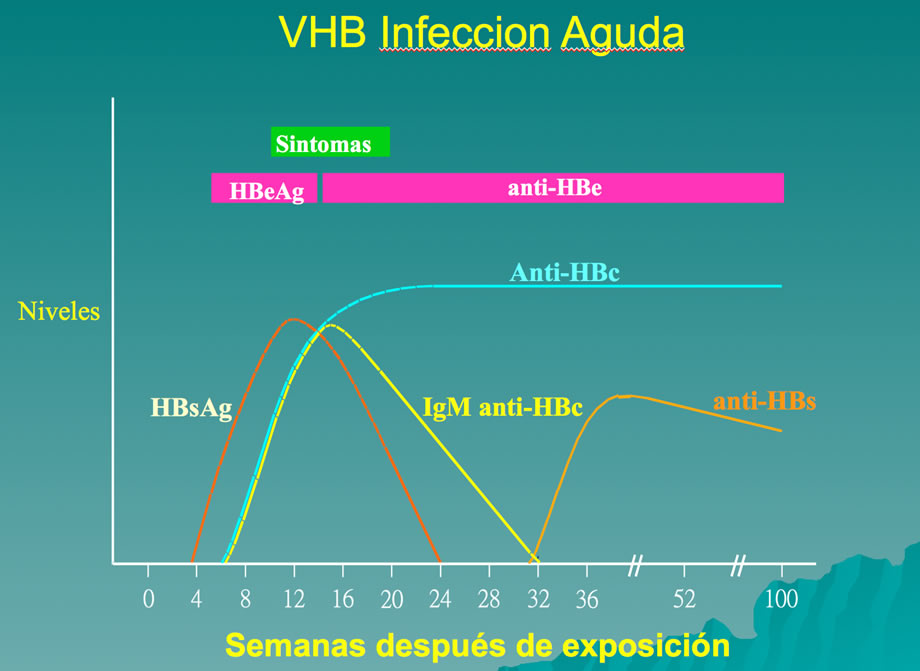 VHB Infeccion Aguda
Sintomas
HBeAg
anti-HBe
Anti-HBc
Niveles
HBsAg
IgM anti-HBc
anti-HBs
0 4 8 12 16 20 24 28 32 36 52 100
Semanas después de exposición